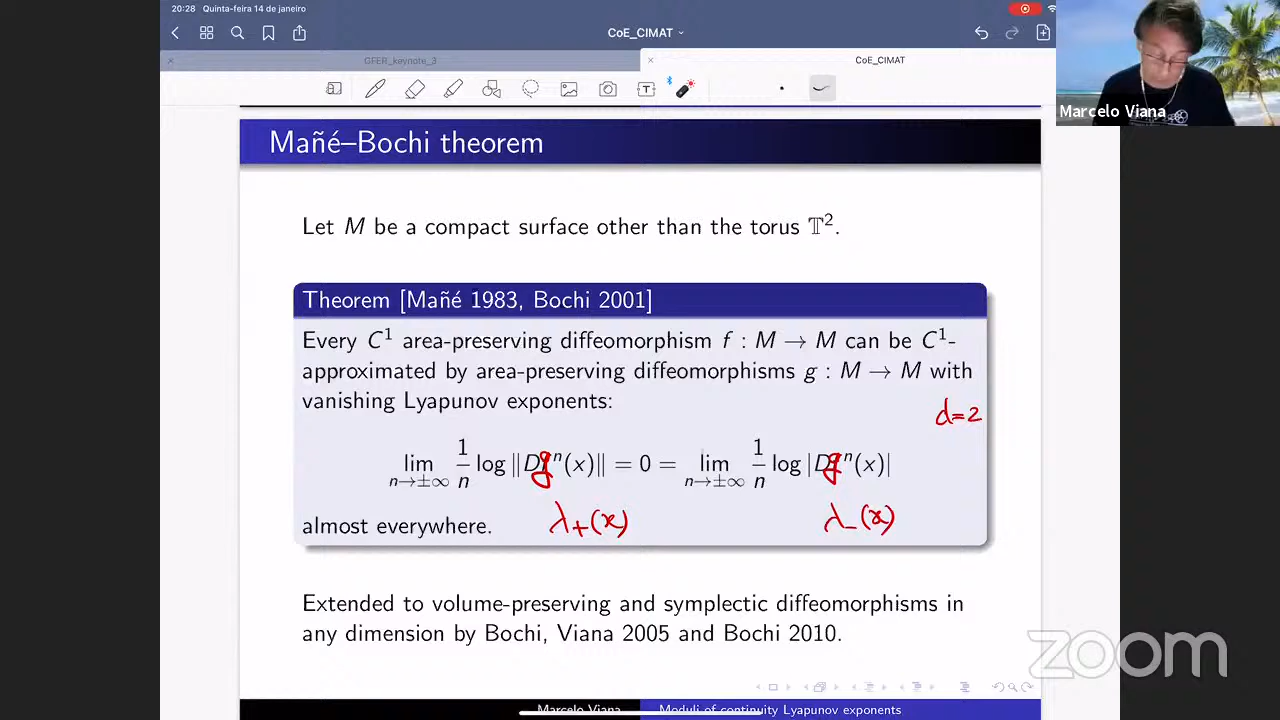 20:28 Quinta-feira 14 de janeiro
CoE_CIMAT
GFER_keynote_3
CoE_CIMAT
Marcelo Viana
Mañé–Bochi theorem
Let M be a compact surface other than the torus 𝕋².
Theorem [Mañé 1983, Bochi 2001]
Every C¹ area-preserving diffeomorphism f : M → M can be C¹-
approximated by area-preserving diffeomorphisms g : M → M with
vanishing Lyapunov exponents:
d=2
lim n→±∞ 1/n log ‖Dgⁿ(x)‖ = 0 = lim n→±∞ 1/n log |Dgⁿ(x)|
almost everywhere. λ₊(x) λ₋(x)
Extended to volume-preserving and symplectic diffeomorphisms in
any dimension by Bochi, Viana 2005 and Bochi 2010.
zoom
Marcelo Viana Moduli of continuity Lyapunov exponents